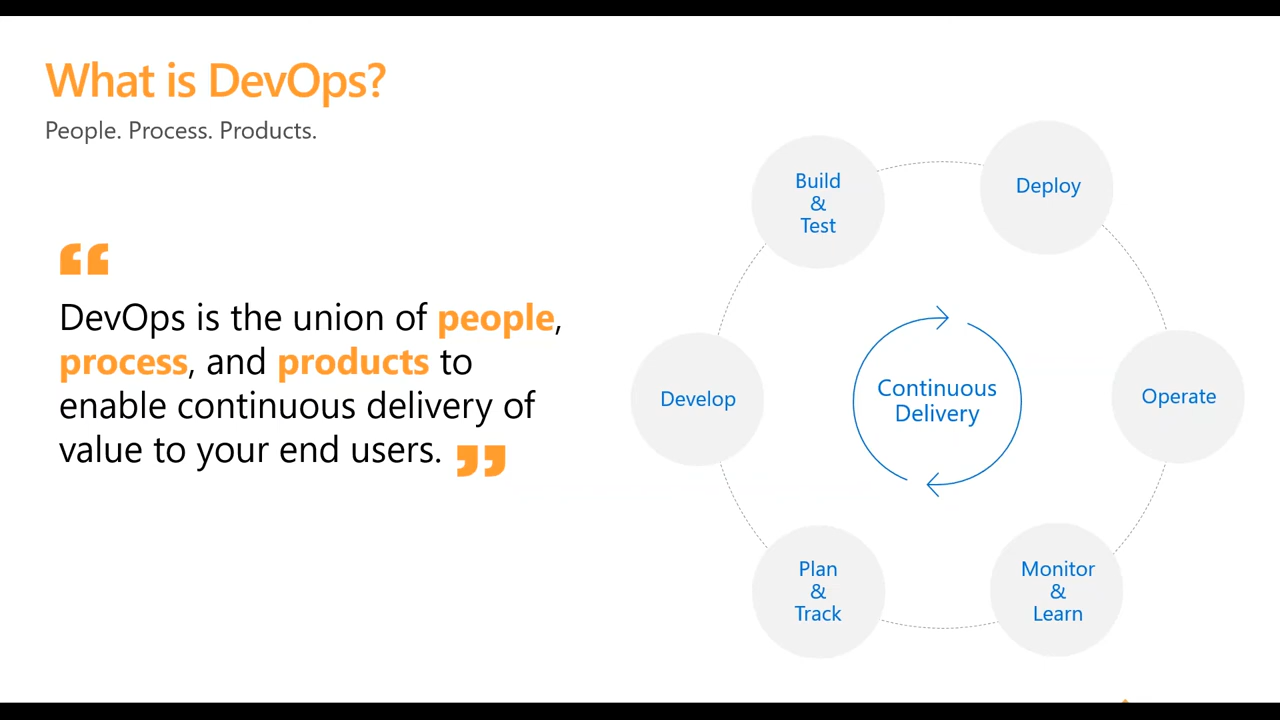 What is DevOps?
People. Process. Products.
“
DevOps is the union of people,
process, and products to
enable continuous delivery of
value to your end users. ”
Build
&
Test
Deploy
Develop
Continuous
Delivery
Operate
Plan
&
Track
Monitor
&
Learn